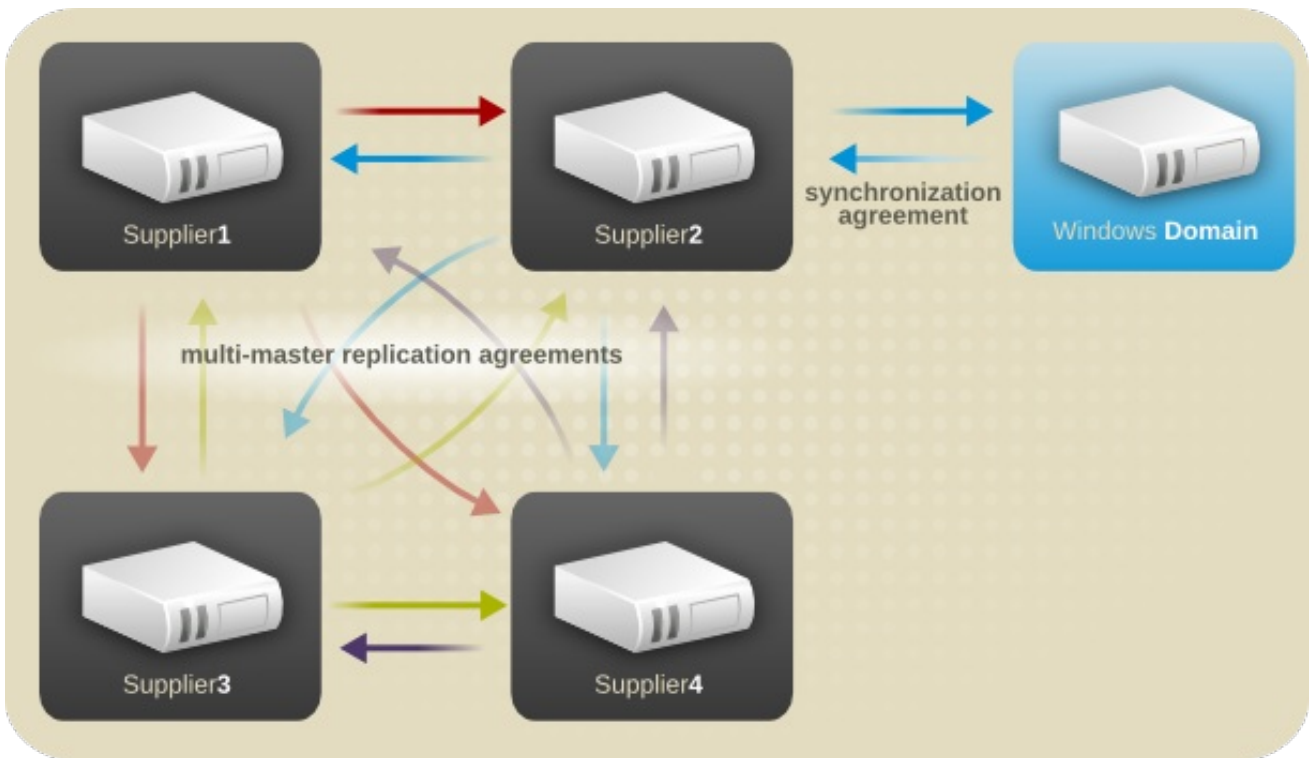 Supplier1
Supplier2
synchronization
agreement
Windows Domain
multi-master replication agreements
Supplier3
Supplier4